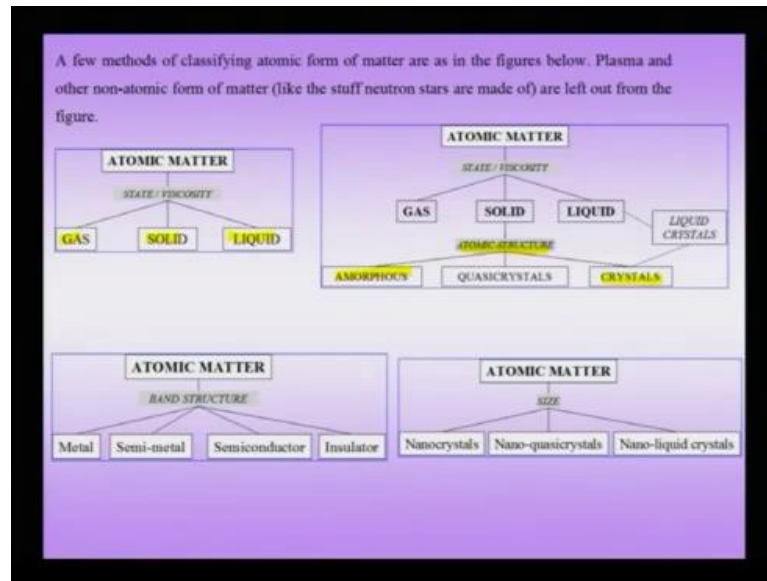 A few methods of classifying atomic form of matter are as in the figures below. Plasma and
other non-atomic form of matter (like the stuff neutron stars are made of) are left out from the
figure.
ATOMIC MATTER
STATE / VISCOSITY
GAS SOLID LIQUID
ATOMIC MATTER
STATE / VISCOSITY
GAS SOLID LIQUID
LIQUID
CRYSTALS
ATOMIC STRUCTURE
AMORPHOUS QUASICRYSTALS CRYSTALS
ATOMIC MATTER
BAND STRUCTURE
Metal Semi-metal Semiconductor Insulator
ATOMIC MATTER
SIZE
Nanocrystals Nano-quasicrystals Nano-liquid crystals